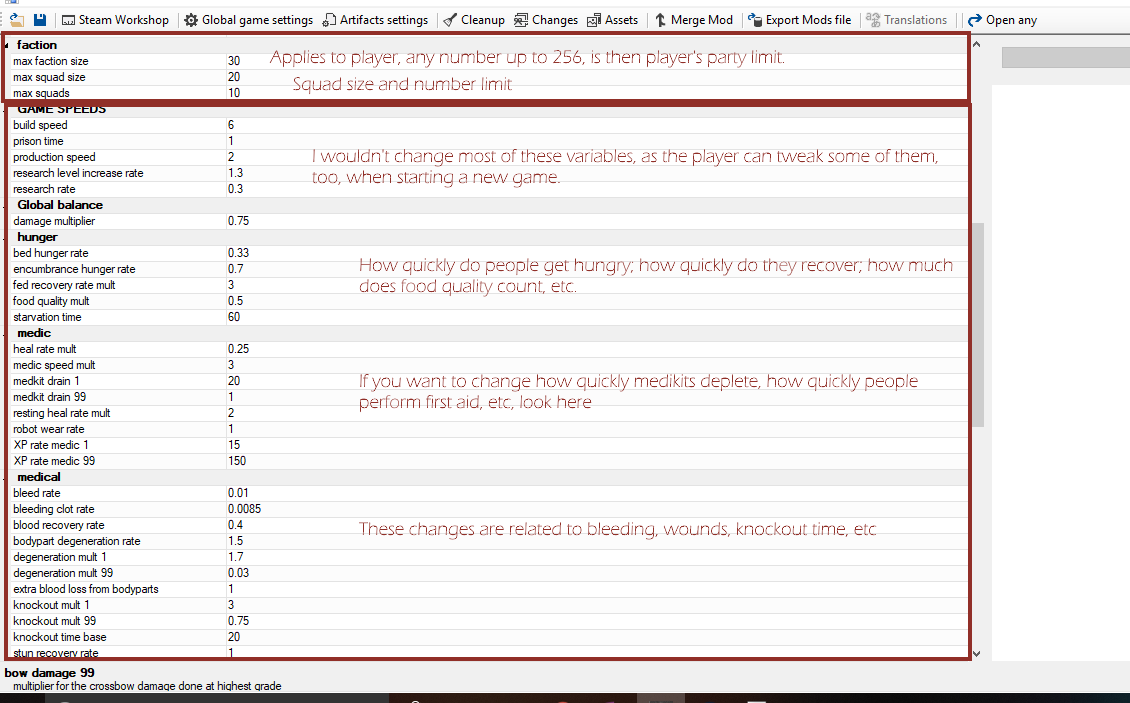 Steam Workshop Global game settings Artifacts settings Cleanup Changes Assets Merge Mod Export Mods file Translations Open any
faction
max faction size 30 Applies to player, any number up to 256, is then player's party limit.
max squad size 20 Squad size and number limit
max squads 10
GAME SPEEDS
build speed 6
prison time 1
production speed 2 I wouldn't change most of these variables, as the player can tweak some of them,
research level increase rate 1.3 too, when starting a new game.
research rate 0.3
Global balance
damage multiplier 0.75
hunger
bed hunger rate 0.33
encumbrance hunger rate 0.7 How quickly do people get hungry; how quickly do they recover; how much
fed recovery rate mult 3 does food quality count, etc.
food quality mult 0.5
starvation time 60
medic
heal rate mult 0.25
medic speed mult 3
medkit drain 1 20 If you want to change how quickly medikits deplete, how quickly people
medkit drain 99 1 perform first aid, etc, look here
resting heal rate mult 2
robot wear rate 1
XP rate medic 1 15
XP rate medic 99 150
medical
bleed rate 0.01
bleeding clot rate 0.0085
blood recovery rate 0.4 These changes are related to bleeding, wounds, knockout time, etc
bodypart degeneration rate 1.5
degeneration mult 1 1.7
degeneration mult 99 0.03
extra blood loss from bodyparts 1
knockout mult 1 3
knockout mult 99 0.75
knockout time base 20
stun recovery rate 1
bow damage 99
multiplier for the crossbow damage done at highest grade